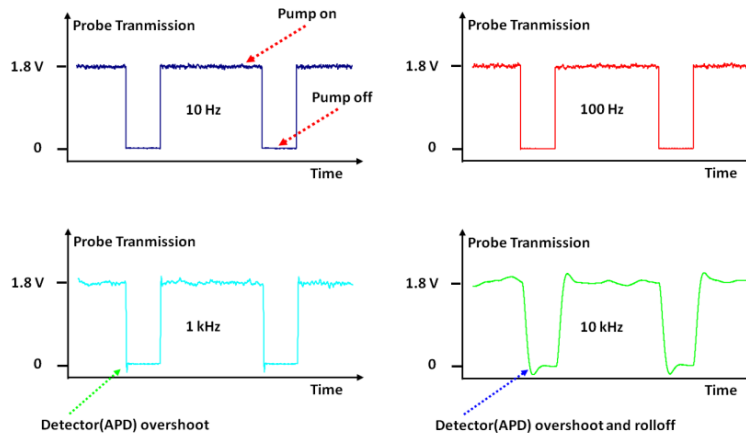 Probe Tranmission
Pump on
1.8 V
10 Hz
Pump off
0
Time
Probe Tranmission
1.8 V
100 Hz
0
Time
Probe Tranmission
1.8 V
1 kHz
0
Time
Detector(APD) overshoot
Probe Tranmission
1.8 V
10 kHz
0
Time
Detector(APD) overshoot and rolloff